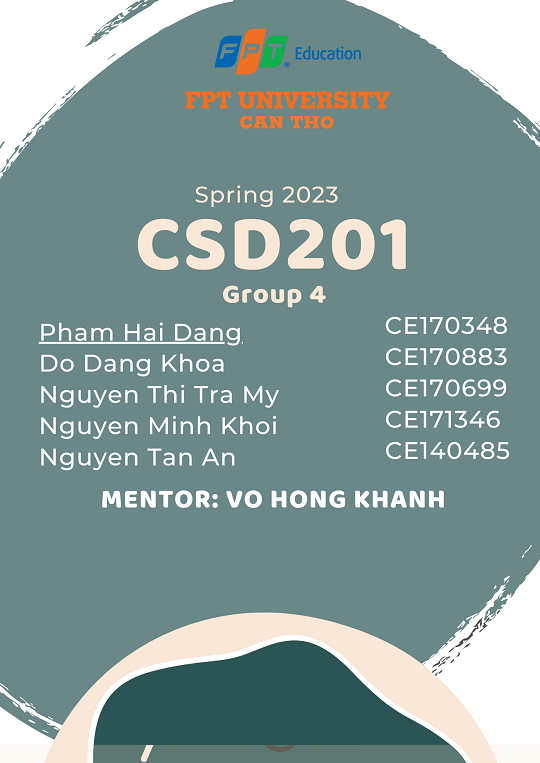 FPT Education
FPT UNIVERSITY
CAN THO
Spring 2023
CSD201
Group 4
Pham Hai Dang CE170348
Do Dang Khoa CE170883
Nguyen Thi Tra My CE170699
Nguyen Minh Khoi CE171346
Nguyen Tan An CE140485
MENTOR: VO HONG KHANH